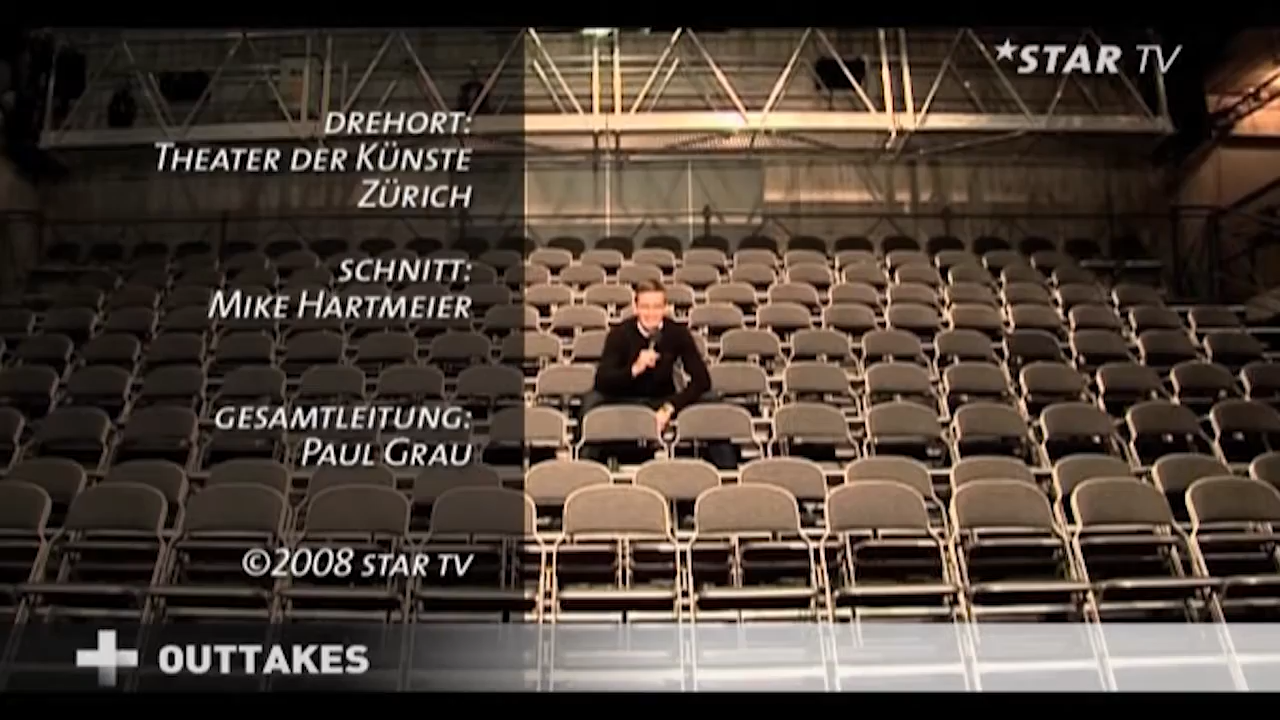 ★STAR TV
DREHORT:
THEATER DER KÜNSTE
ZÜRICH
SCHNITT:
MIKE HARTMEIER
GESAMTLEITUNG:
PAUL GRAU
©2008 STAR TV
OUTTAKES